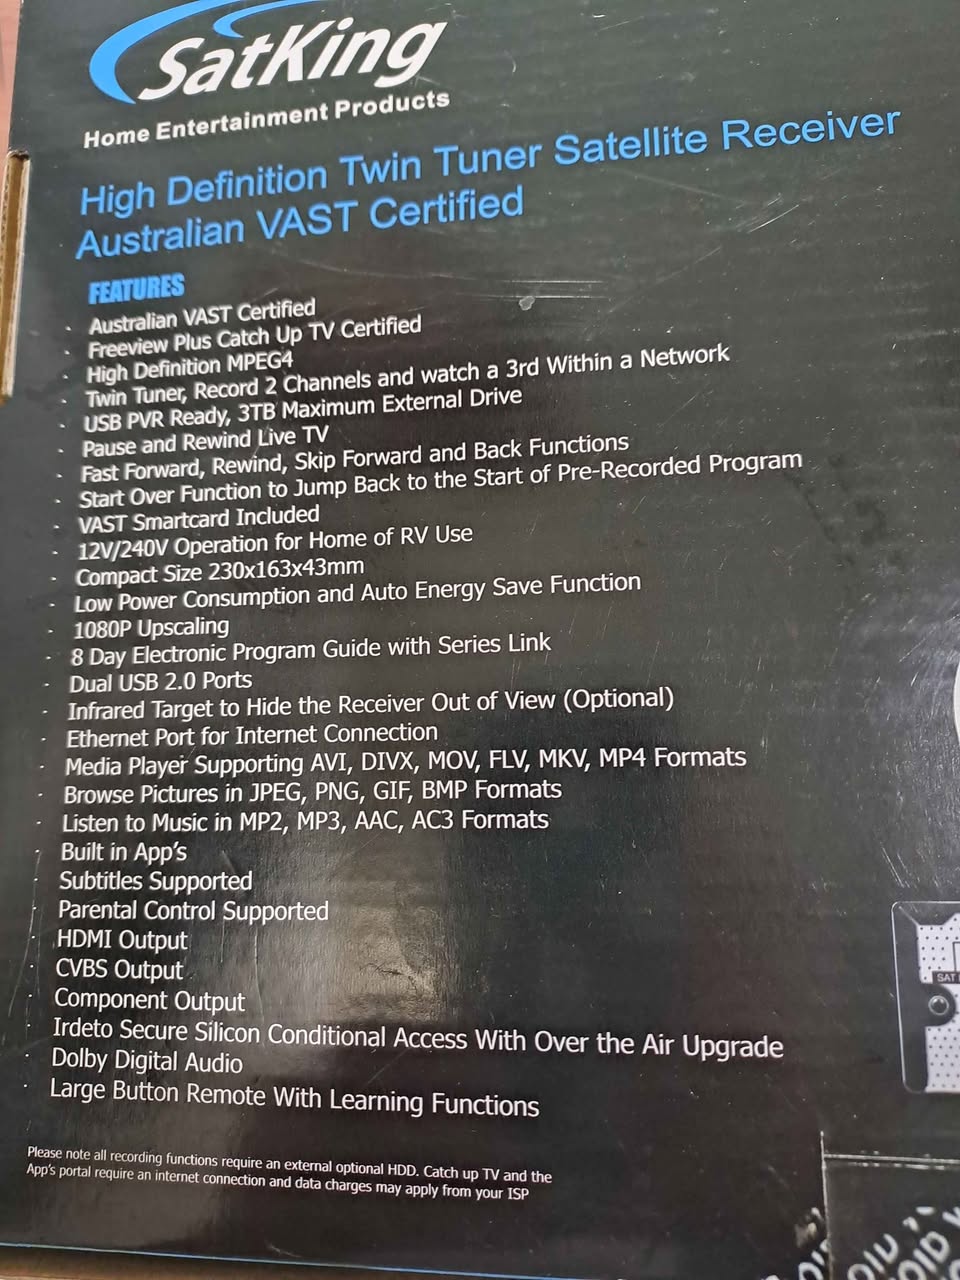 SatKing
Home Entertainment Products
High Definition Twin Tuner Satellite Receiver
Australian VAST Certified
FEATURES
· Australian VAST Certified
· Freeview Plus Catch Up TV Certified
· High Definition MPEG4
· Twin Tuner, Record 2 Channels and watch a 3rd Within a Network
· USB PVR Ready, 3TB Maximum External Drive
· Pause and Rewind Live TV
· Fast Forward, Rewind, Skip Forward and Back Functions
· Start Over Function to Jump Back to the Start of Pre-Recorded Program
· VAST Smartcard Included
· 12V/240V Operation for Home of RV Use
· Compact Size 230x163x43mm
· Low Power Consumption and Auto Energy Save Function
· 1080P Upscaling
· 8 Day Electronic Program Guide with Series Link
· Dual USB 2.0 Ports
· Infrared Target to Hide the Receiver Out of View (Optional)
· Ethernet Port for Internet Connection
· Media Player Supporting AVI, DIVX, MOV, FLV, MKV, MP4 Formats
· Browse Pictures in JPEG, PNG, GIF, BMP Formats
· Listen to Music in MP2, MP3, AAC, AC3 Formats
· Built in App's
· Subtitles Supported
· Parental Control Supported
· HDMI Output
· CVBS Output
· Component Output
· Irdeto Secure Silicon Conditional Access With Over the Air Upgrade
· Dolby Digital Audio
· Large Button Remote With Learning Functions
SAT
Please note all recording functions require an external optional HDD. Catch up TV and the
App's portal require an internet connection and data charges may apply from your ISP